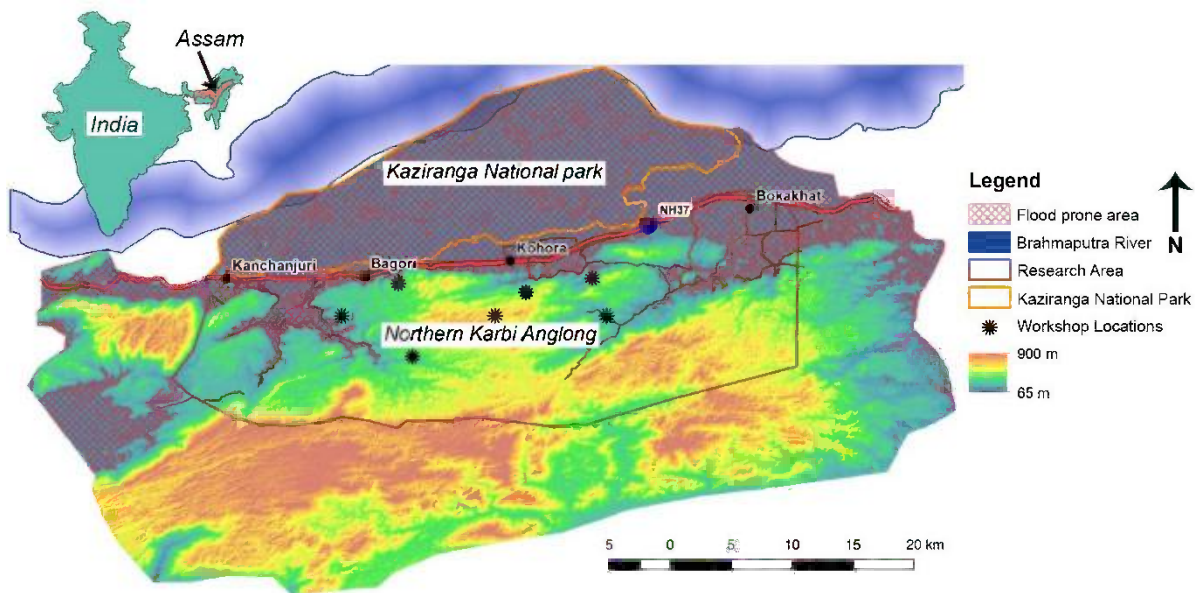 Assam
India
Kaziranga National park
Bokakhat
NH37
Kohora
Kanchanjuri
Bagori
Northern Karbi Anglong
Legend
Flood prone area
Brahmaputra River
Research Area
Kaziranga National Park
Workshop Locations
900 m
65 m
N
5 0 5 10 15 20 km